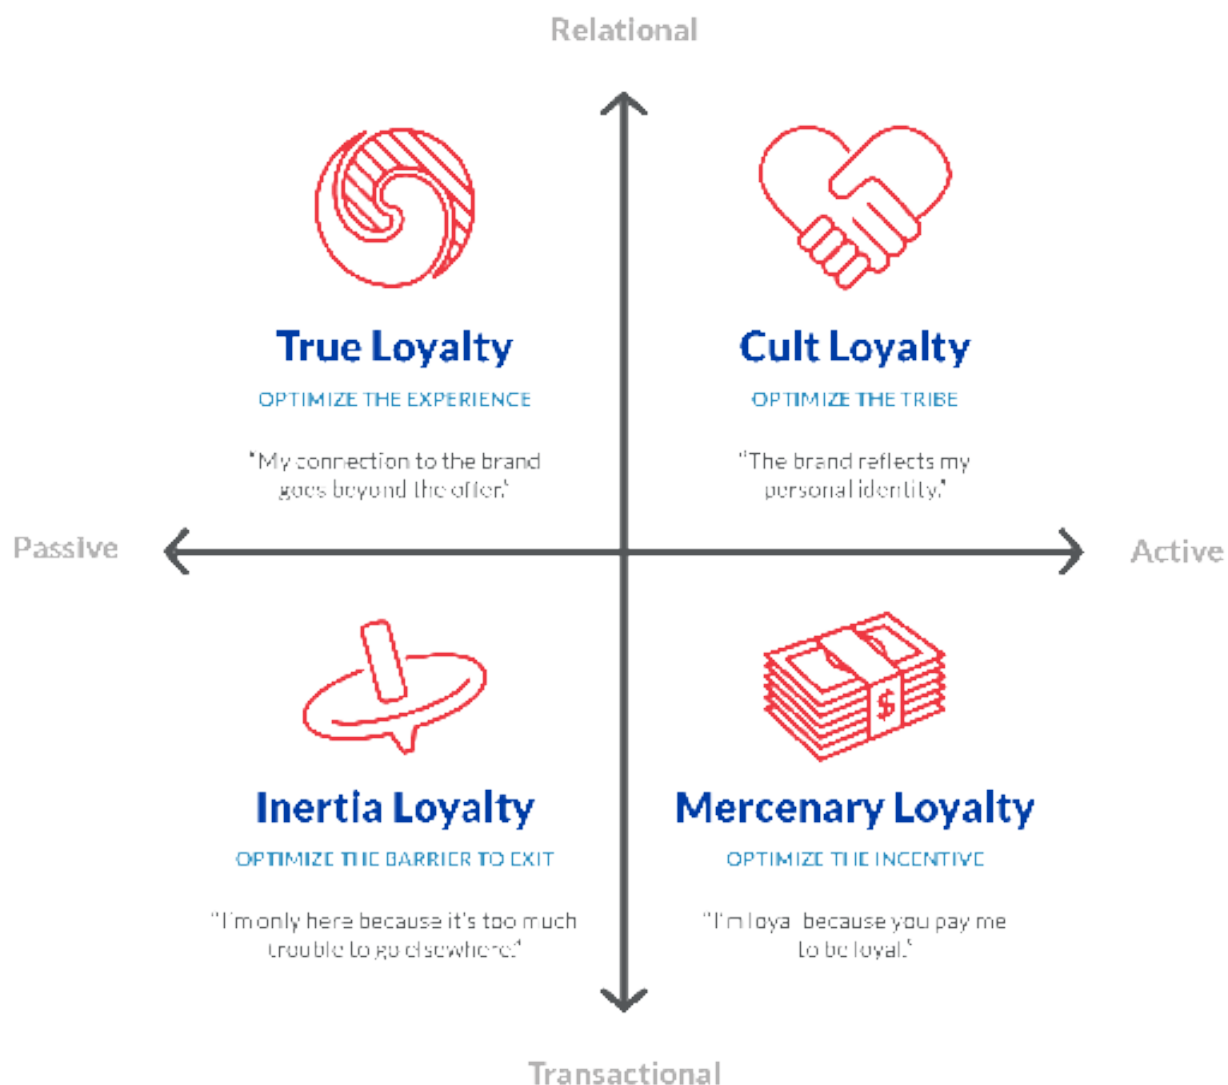 Relational
True Loyalty
OPTIMIZE THE EXPERIENCE
"My connection to the brand
goes beyond the offer."
Cult Loyalty
OPTIMIZE THE TRIBE
"The brand reflects my
personal identity."
Passive
Active
Inertia Loyalty
OPTIMIZE THE BARRIER TO EXIT
"I'm only here because it's too much
trouble to go elsewhere."
$
Mercenary Loyalty
OPTIMIZE THE INCENTIVE
"I'm loyal because you pay me
to be loyal."
Transactional